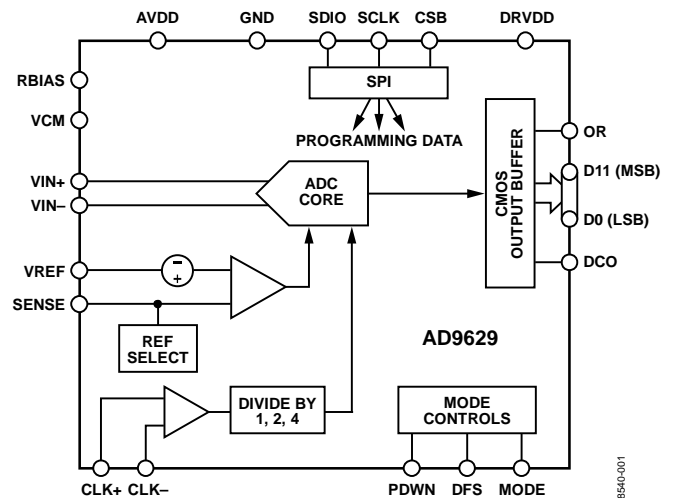 AVDD GND SDIO SCLK CSB DRVDD
RBIAS
VCM
SPI
PROGRAMMING DATA
VIN+
VIN–
ADC
CORE
CMOS
OUTPUT BUFFER
OR
D11 (MSB)
D0 (LSB)
DCO
VREF
–
+
SENSE
REF
SELECT
AD9629
DIVIDE BY
1, 2, 4
MODE
CONTROLS
CLK+ CLK–
PDWN DFS MODE
8540-001